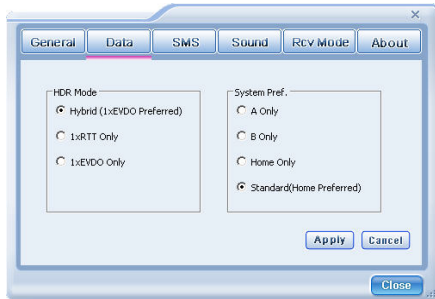 General Data SMS Sound Rcv Mode About
HDR Mode
Hybrid (1xEVDO Preferred)
1xRTT Only
1xEVDO Only
System Pref.
A Only
B Only
Home Only
Standard(Home Preferred)
Apply Cancel
Close